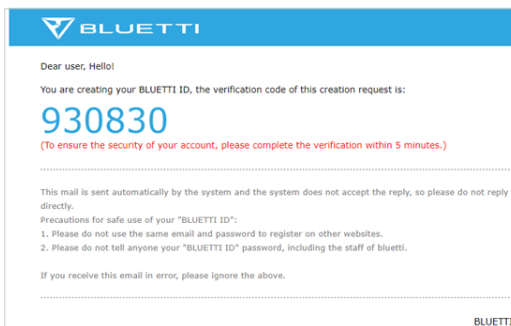 BLUETTI
Dear user, Hello!
You are creating your BLUETTI ID, the verification code of this creation request is:
930830
(To ensure the security of your account, please complete the verification within 5 minutes.)
This mail is sent automatically by the system and the system does not accept the reply, so please do not reply
directly.
Precautions for safe use of your "BLUETTI ID":
1. Please do not use the same email and password to register on other websites.
2. Please do not tell anyone your "BLUETTI ID" password, including the staff of bluetti.
If you receive this email in error, please ignore the above.
BLUETTI